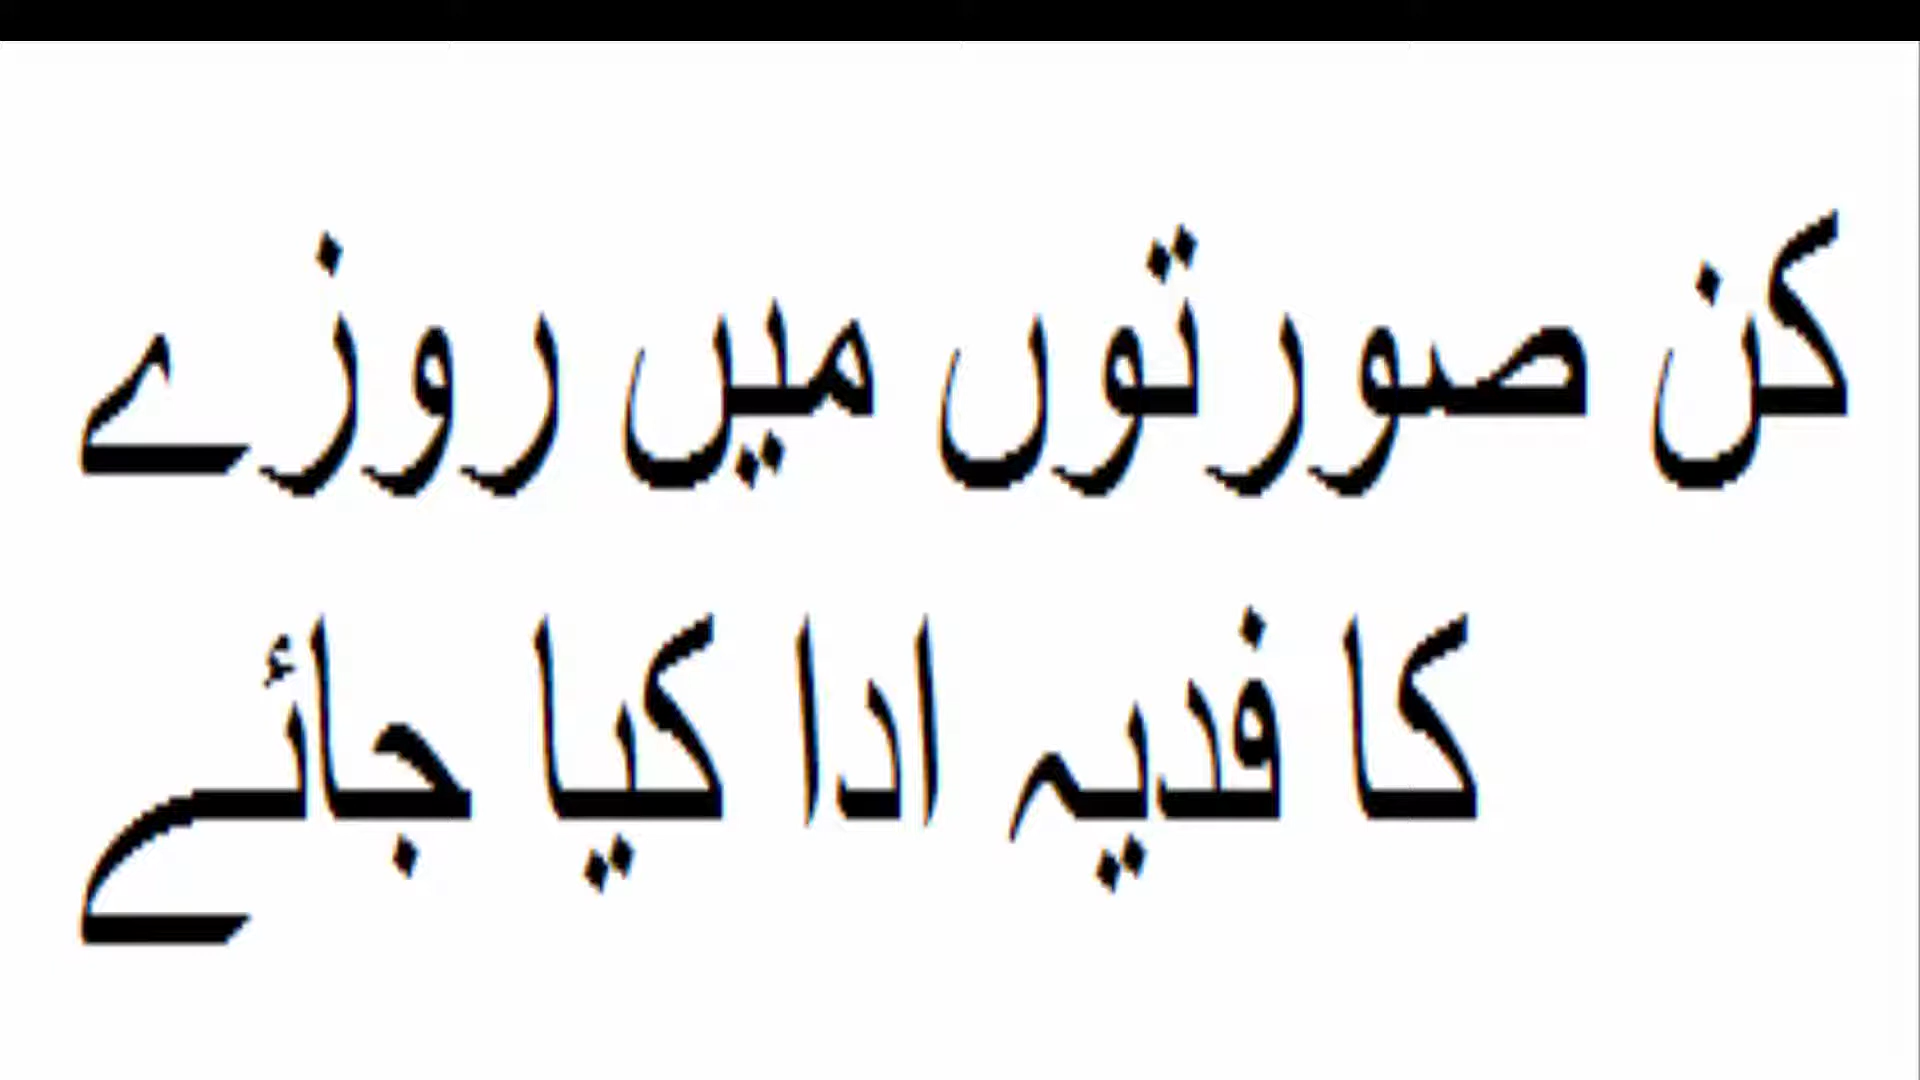 کن صورتوں میں روزے
کا فدیہ ادا کیا جائے